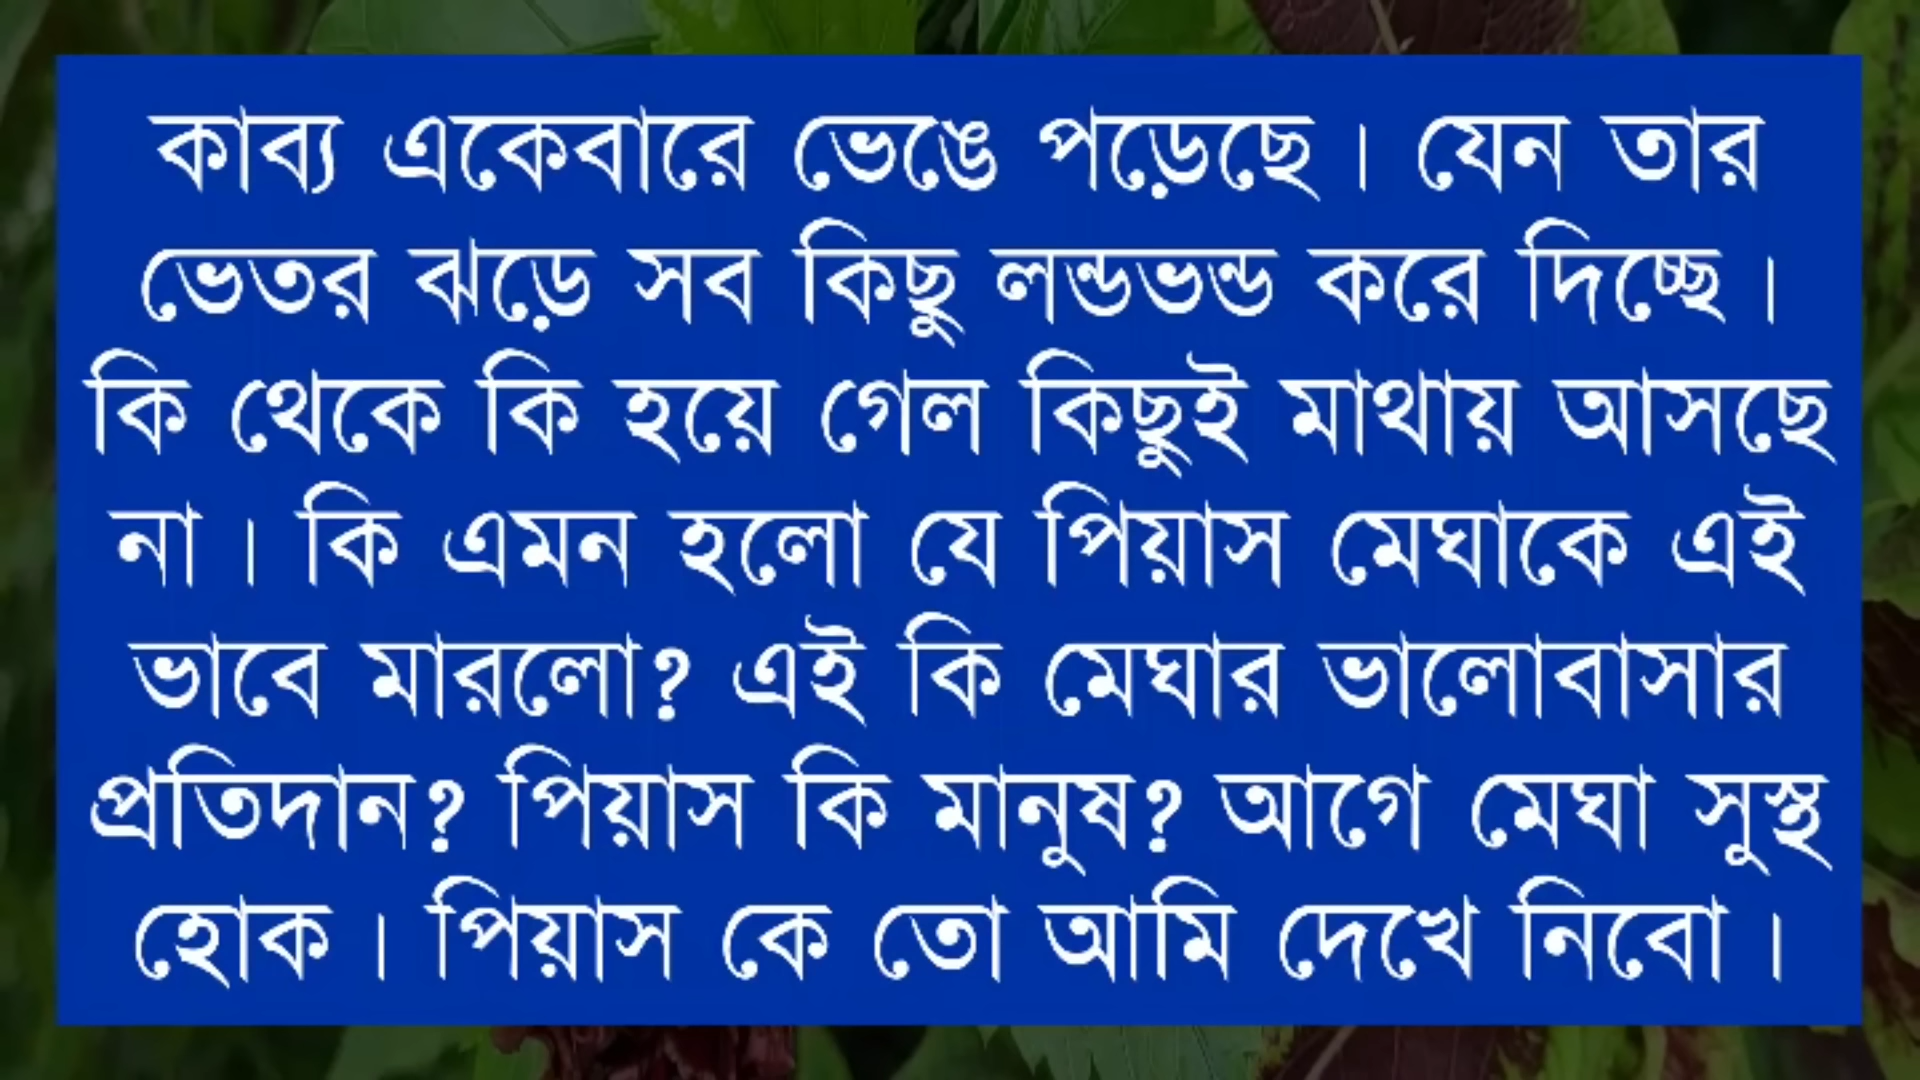 কাব্য একেবারে ভেঙে পড়েছে। যেন তার
ভেতর ঝড়ে সব কিছু লন্ডভন্ড করে দিচ্ছে।
কি থেকে কি হয়ে গেল কিছুই মাথায় আসছে
না। কি এমন হলো যে পিয়াস মেঘাকে এই
ভাবে মারলো? এই কি মেঘার ভালোবাসার
প্রতিদান? পিয়াস কি মানুষ? আগে মেঘা সুস্থ
হোক। পিয়াস কে তো আমি দেখে নিবো।